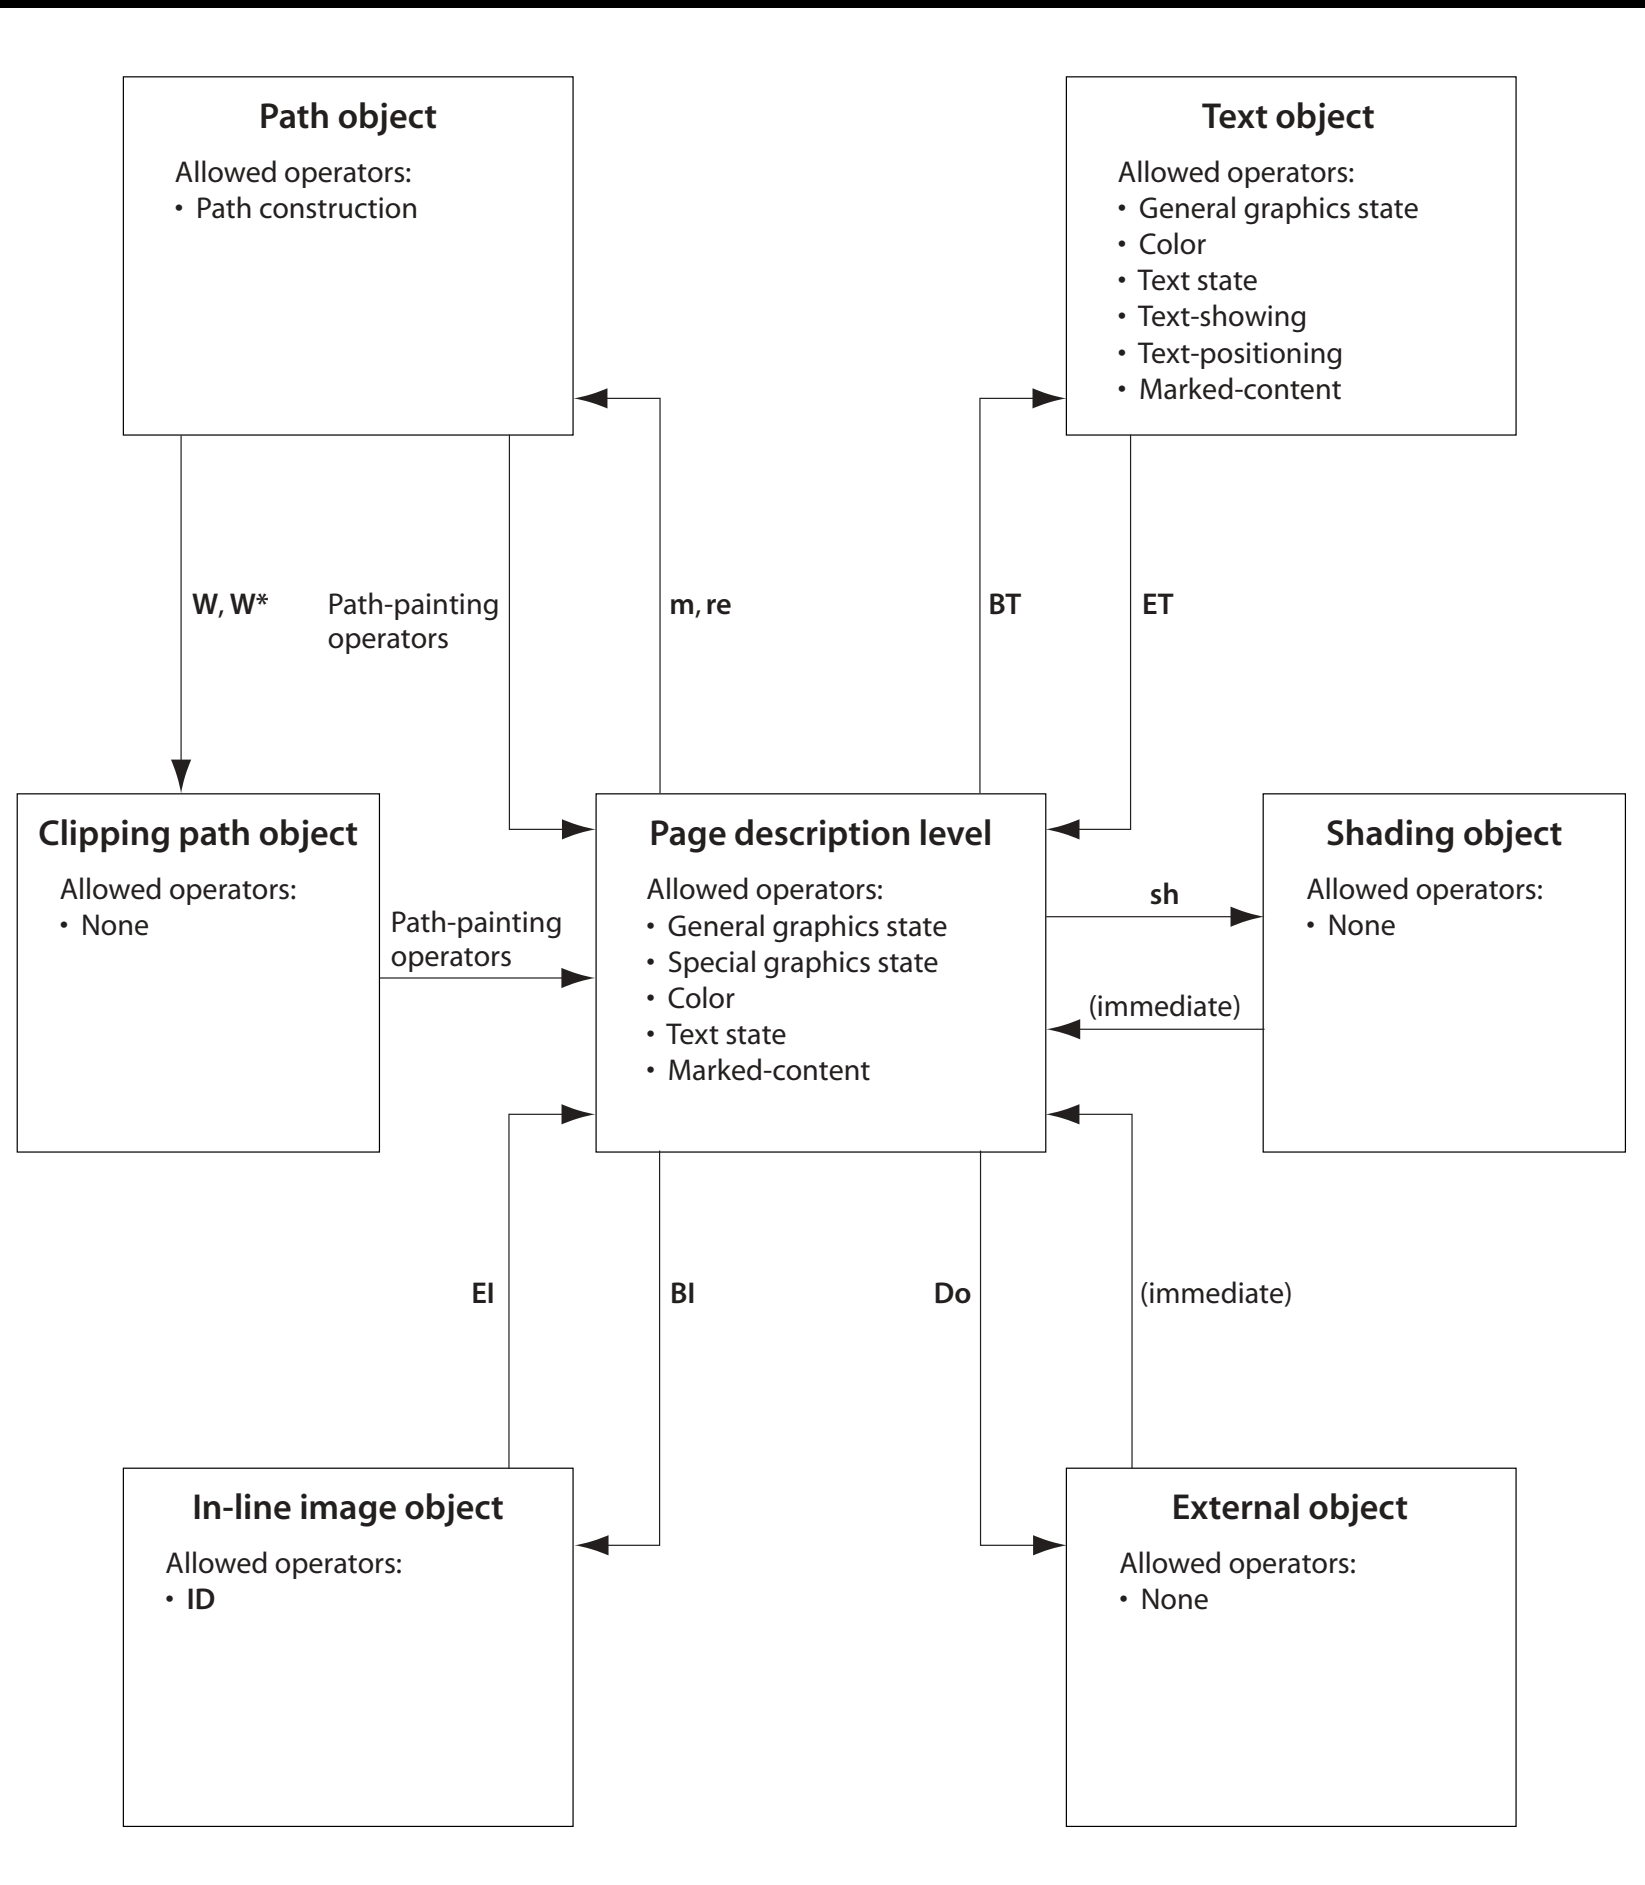 Path object
Allowed operators:
• Path construction
Text object
Allowed operators:
• General graphics state
• Color
• Text state
• Text-showing
• Text-positioning
• Marked-content
W, W*
Path-painting
operators
m, re
BT
ET
Clipping path object
Allowed operators:
• None
Path-painting
operators
Page description level
Allowed operators:
• General graphics state
• Special graphics state
• Color
• Text state
• Marked-content
sh
(immediate)
Shading object
Allowed operators:
• None
EI
BI
Do
(immediate)
In-line image object
Allowed operators:
• ID
External object
Allowed operators:
• None